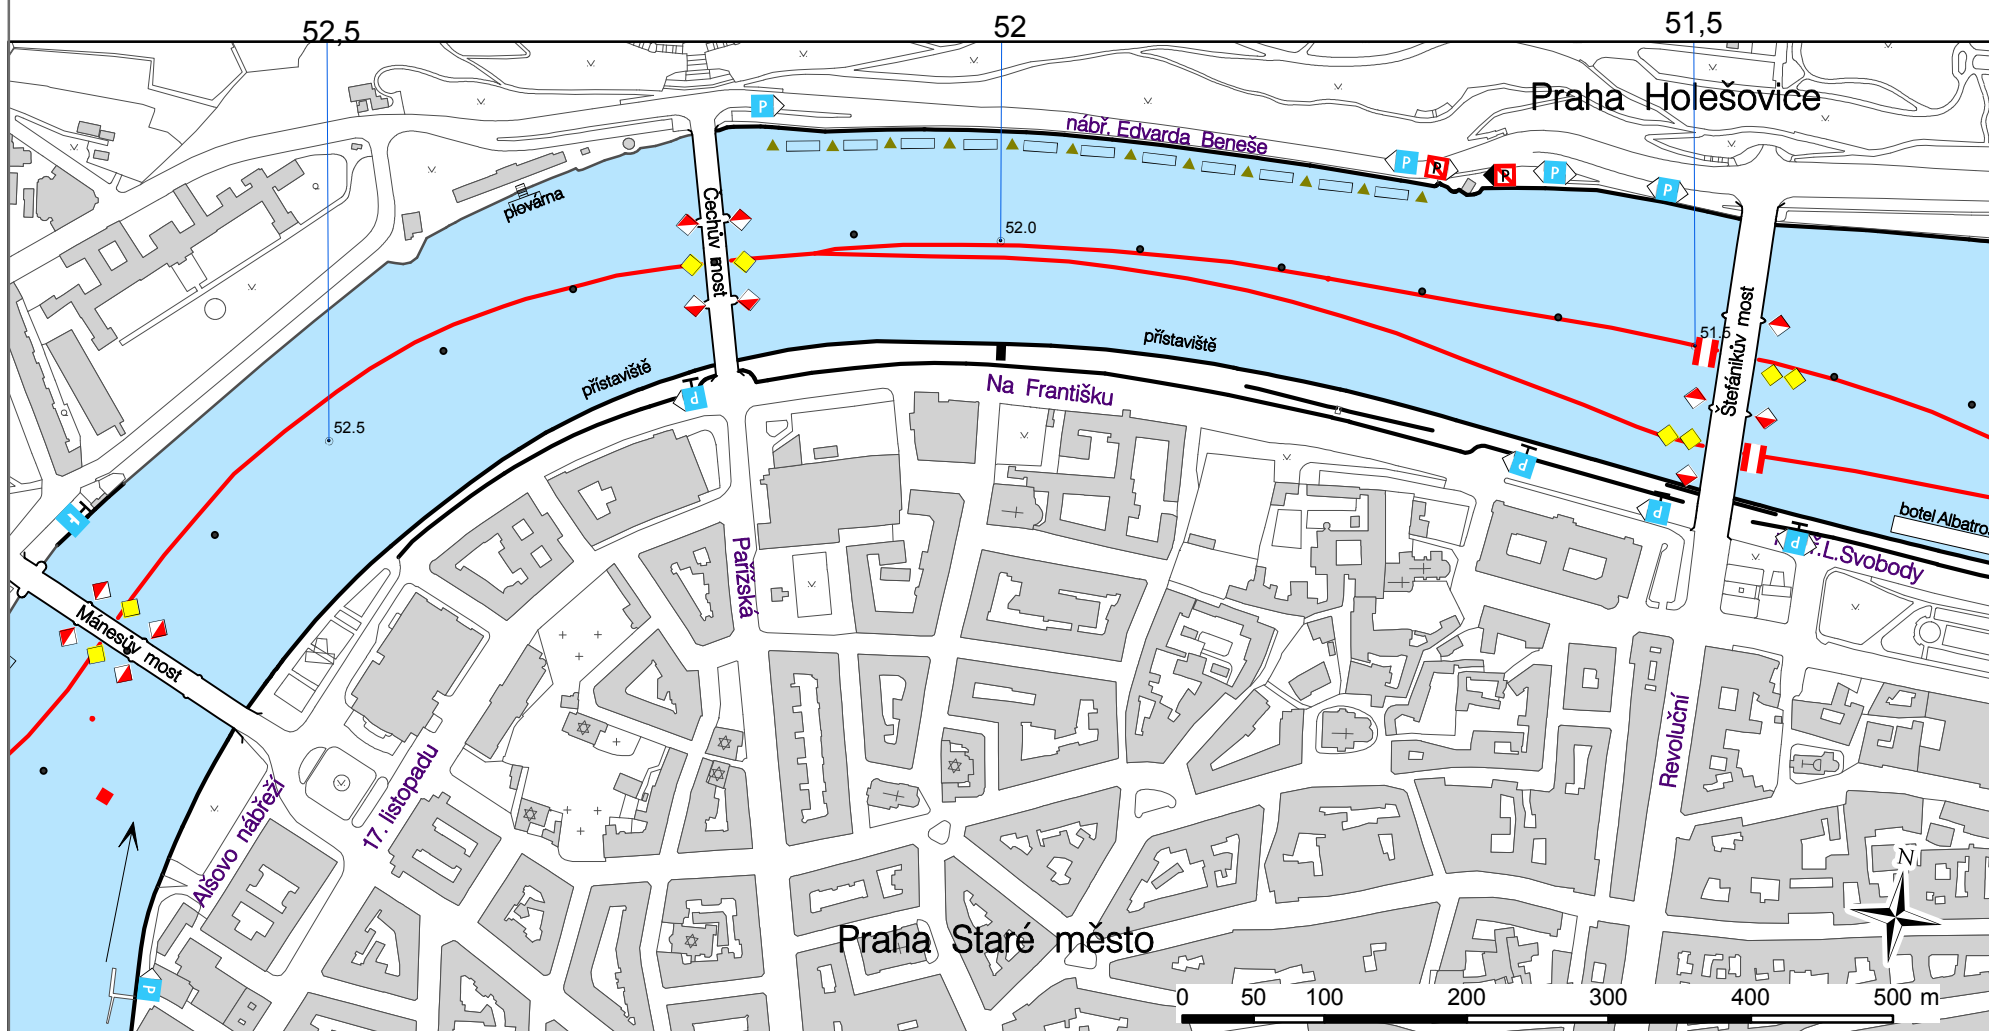 52,5
52
51,5
Praha Holešovice
P
nábř. Edvarda Beneše
P
P
P
P
P
plovárna
Čechův most
52.0
51.5
Štefánikův most
přístaviště
přístaviště
P
Na Františku
52.5
P
P
P
botel Albatros
L.Svobody
Pařížská
Mánesův most
Revoluční
17. listopadu
Alšovo nábřeží
Praha Staré město
P
N
0 50 100 200 300 400 500 m